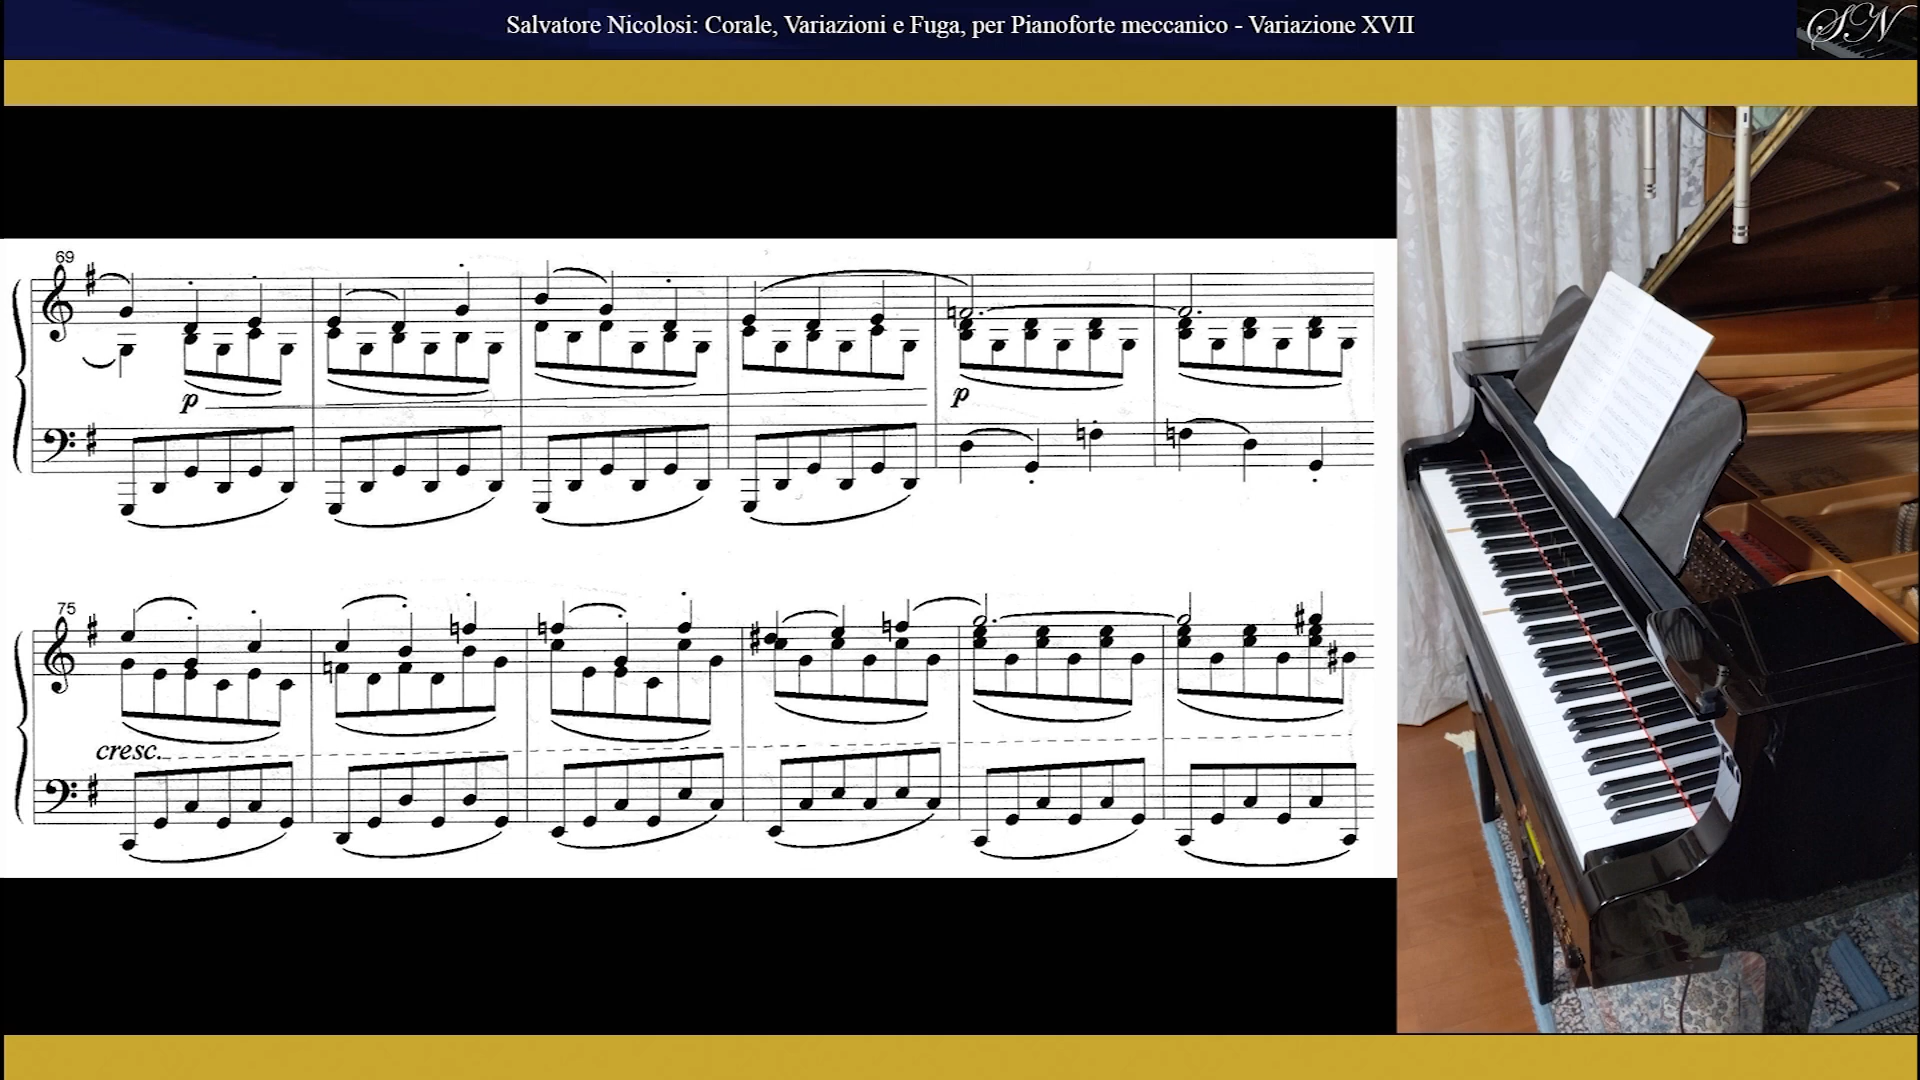 Salvatore Nicolosi: Corale, Variazioni e Fuga, per Pianoforte meccanico - Variazione XVII
SN
69
p
p
75
cresc.